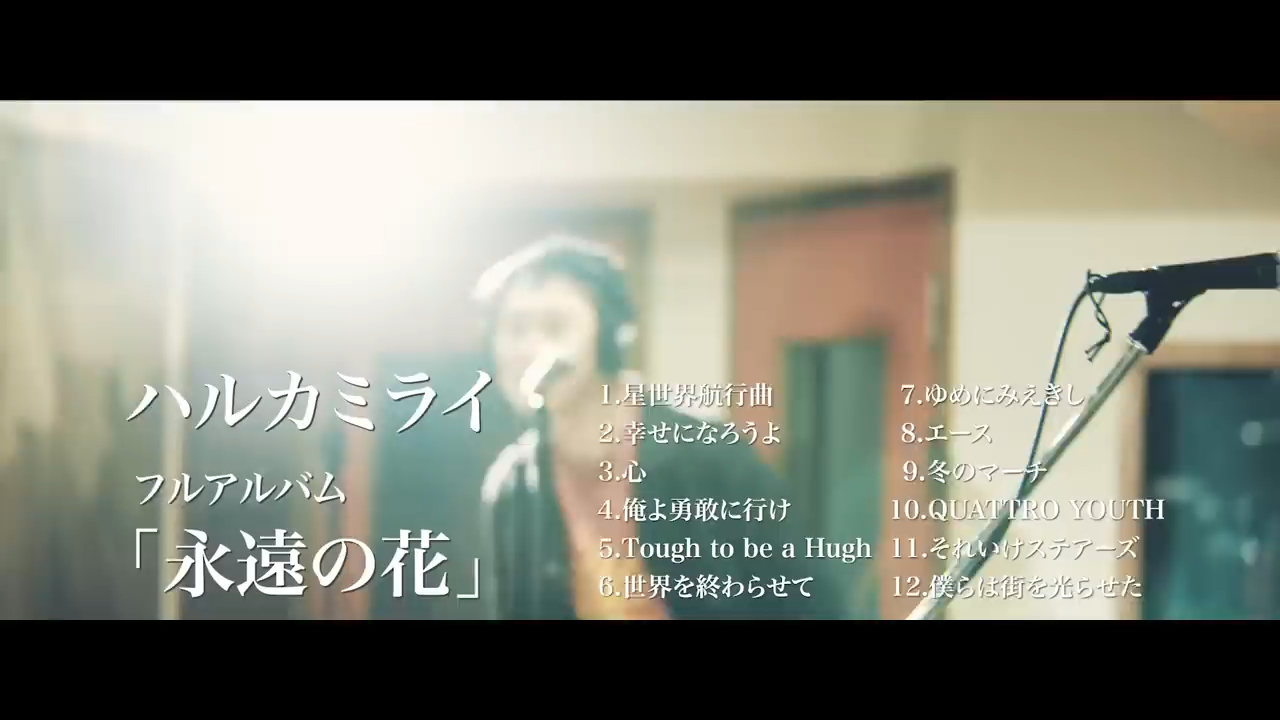 ハルカミライ
フルアルバム
「永遠の花」
1.星世界航行曲
2.幸せになろうよ
3.心
4.俺よ勇敢に行け
5.Tough to be a Hugh
6.世界を終わらせて
7.ゆめにみえきし
8.エース
9.冬のマーチ
10.QUATTRO YOUTH
11.それいけステアーズ
12.僕らは街を光らせた